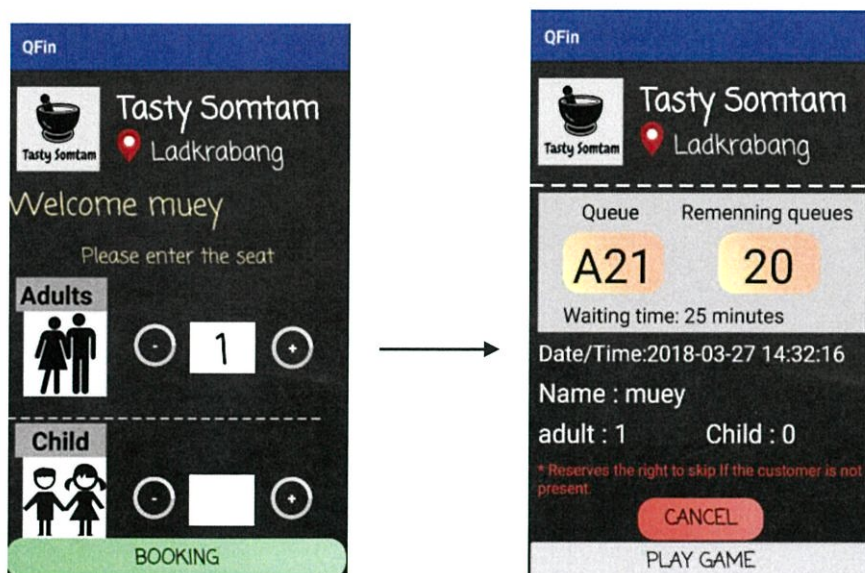 QFin
Tasty Somtam
Tasty Somtam
Ladkrabang
Welcome muey
Please enter the seat
Adults
-
1
+
Child
-
+
BOOKING
QFin
Tasty Somtam
Tasty Somtam
Ladkrabang
Queue
Remenning queues
A21
20
Waiting time: 25 minutes
Date/Time:2018-03-27 14:32:16
Name : muey
adult : 1 Child : 0
* Reserves the right to skip If the customer is not
present.
CANCEL
PLAY GAME